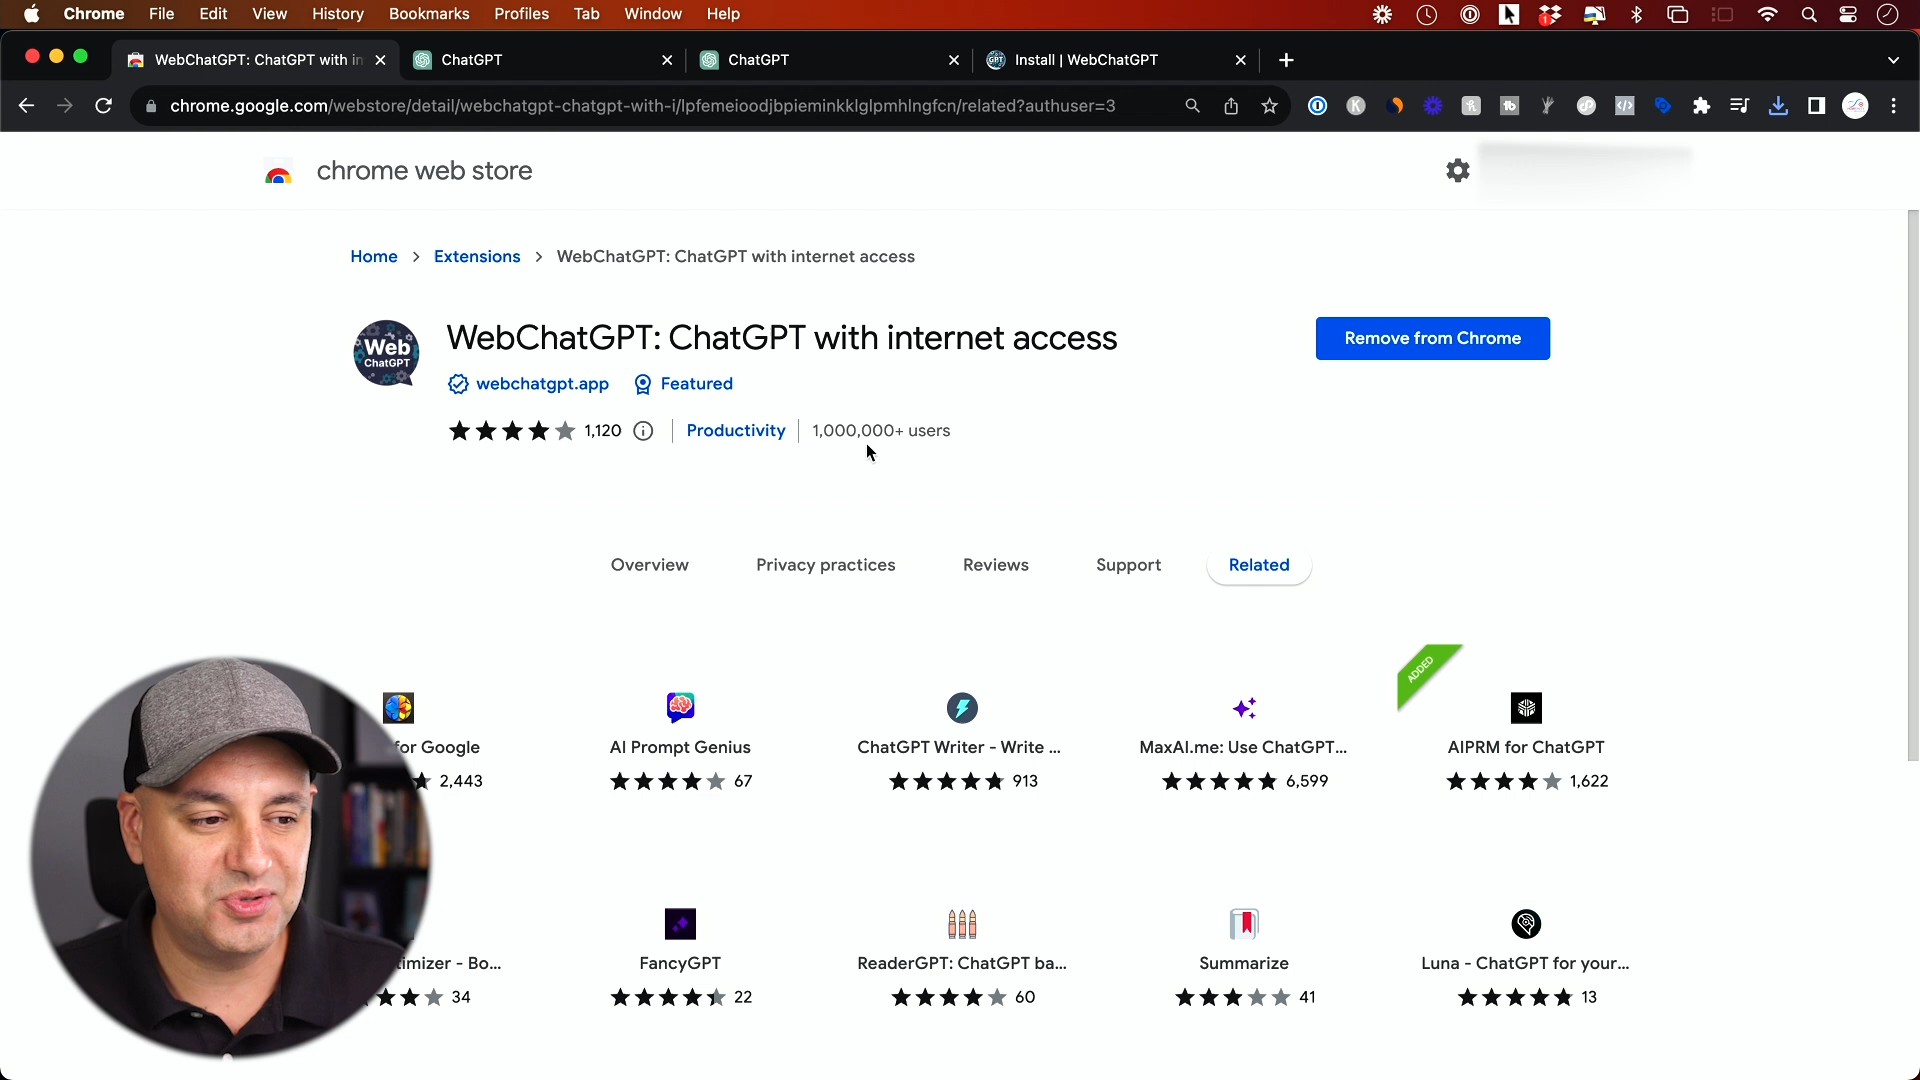 Chrome File Edit View History Bookmarks Profiles Tab Window Help
WebChatGPT: ChatGPT with in
ChatGPT
ChatGPT
Install | WebChatGPT
chrome.google.com/webstore/detail/webchatgpt-chatgpt-with-i/lpfemeioodjbpieminkklglpmhlngfcn/related?authuser=3
chrome web store
Home > Extensions > WebChatGPT: ChatGPT with internet access
Web
ChatGPT
WebChatGPT: ChatGPT with internet access
Remove from Chrome
webchatgpt.app
Featured
1,120
Productivity
1,000,000+ users
Overview
Privacy practices
Reviews
Support
Related
ADDED
for Google
2,443
AI Prompt Genius
67
ChatGPT Writer - Write ...
913
MaxAI.me: Use ChatGPT...
6,599
AIPRM for ChatGPT
1,622
timizer - Bo...
34
FancyGPT
22
ReaderGPT: ChatGPT ba...
60
Summarize
41
Luna - ChatGPT for your...
13